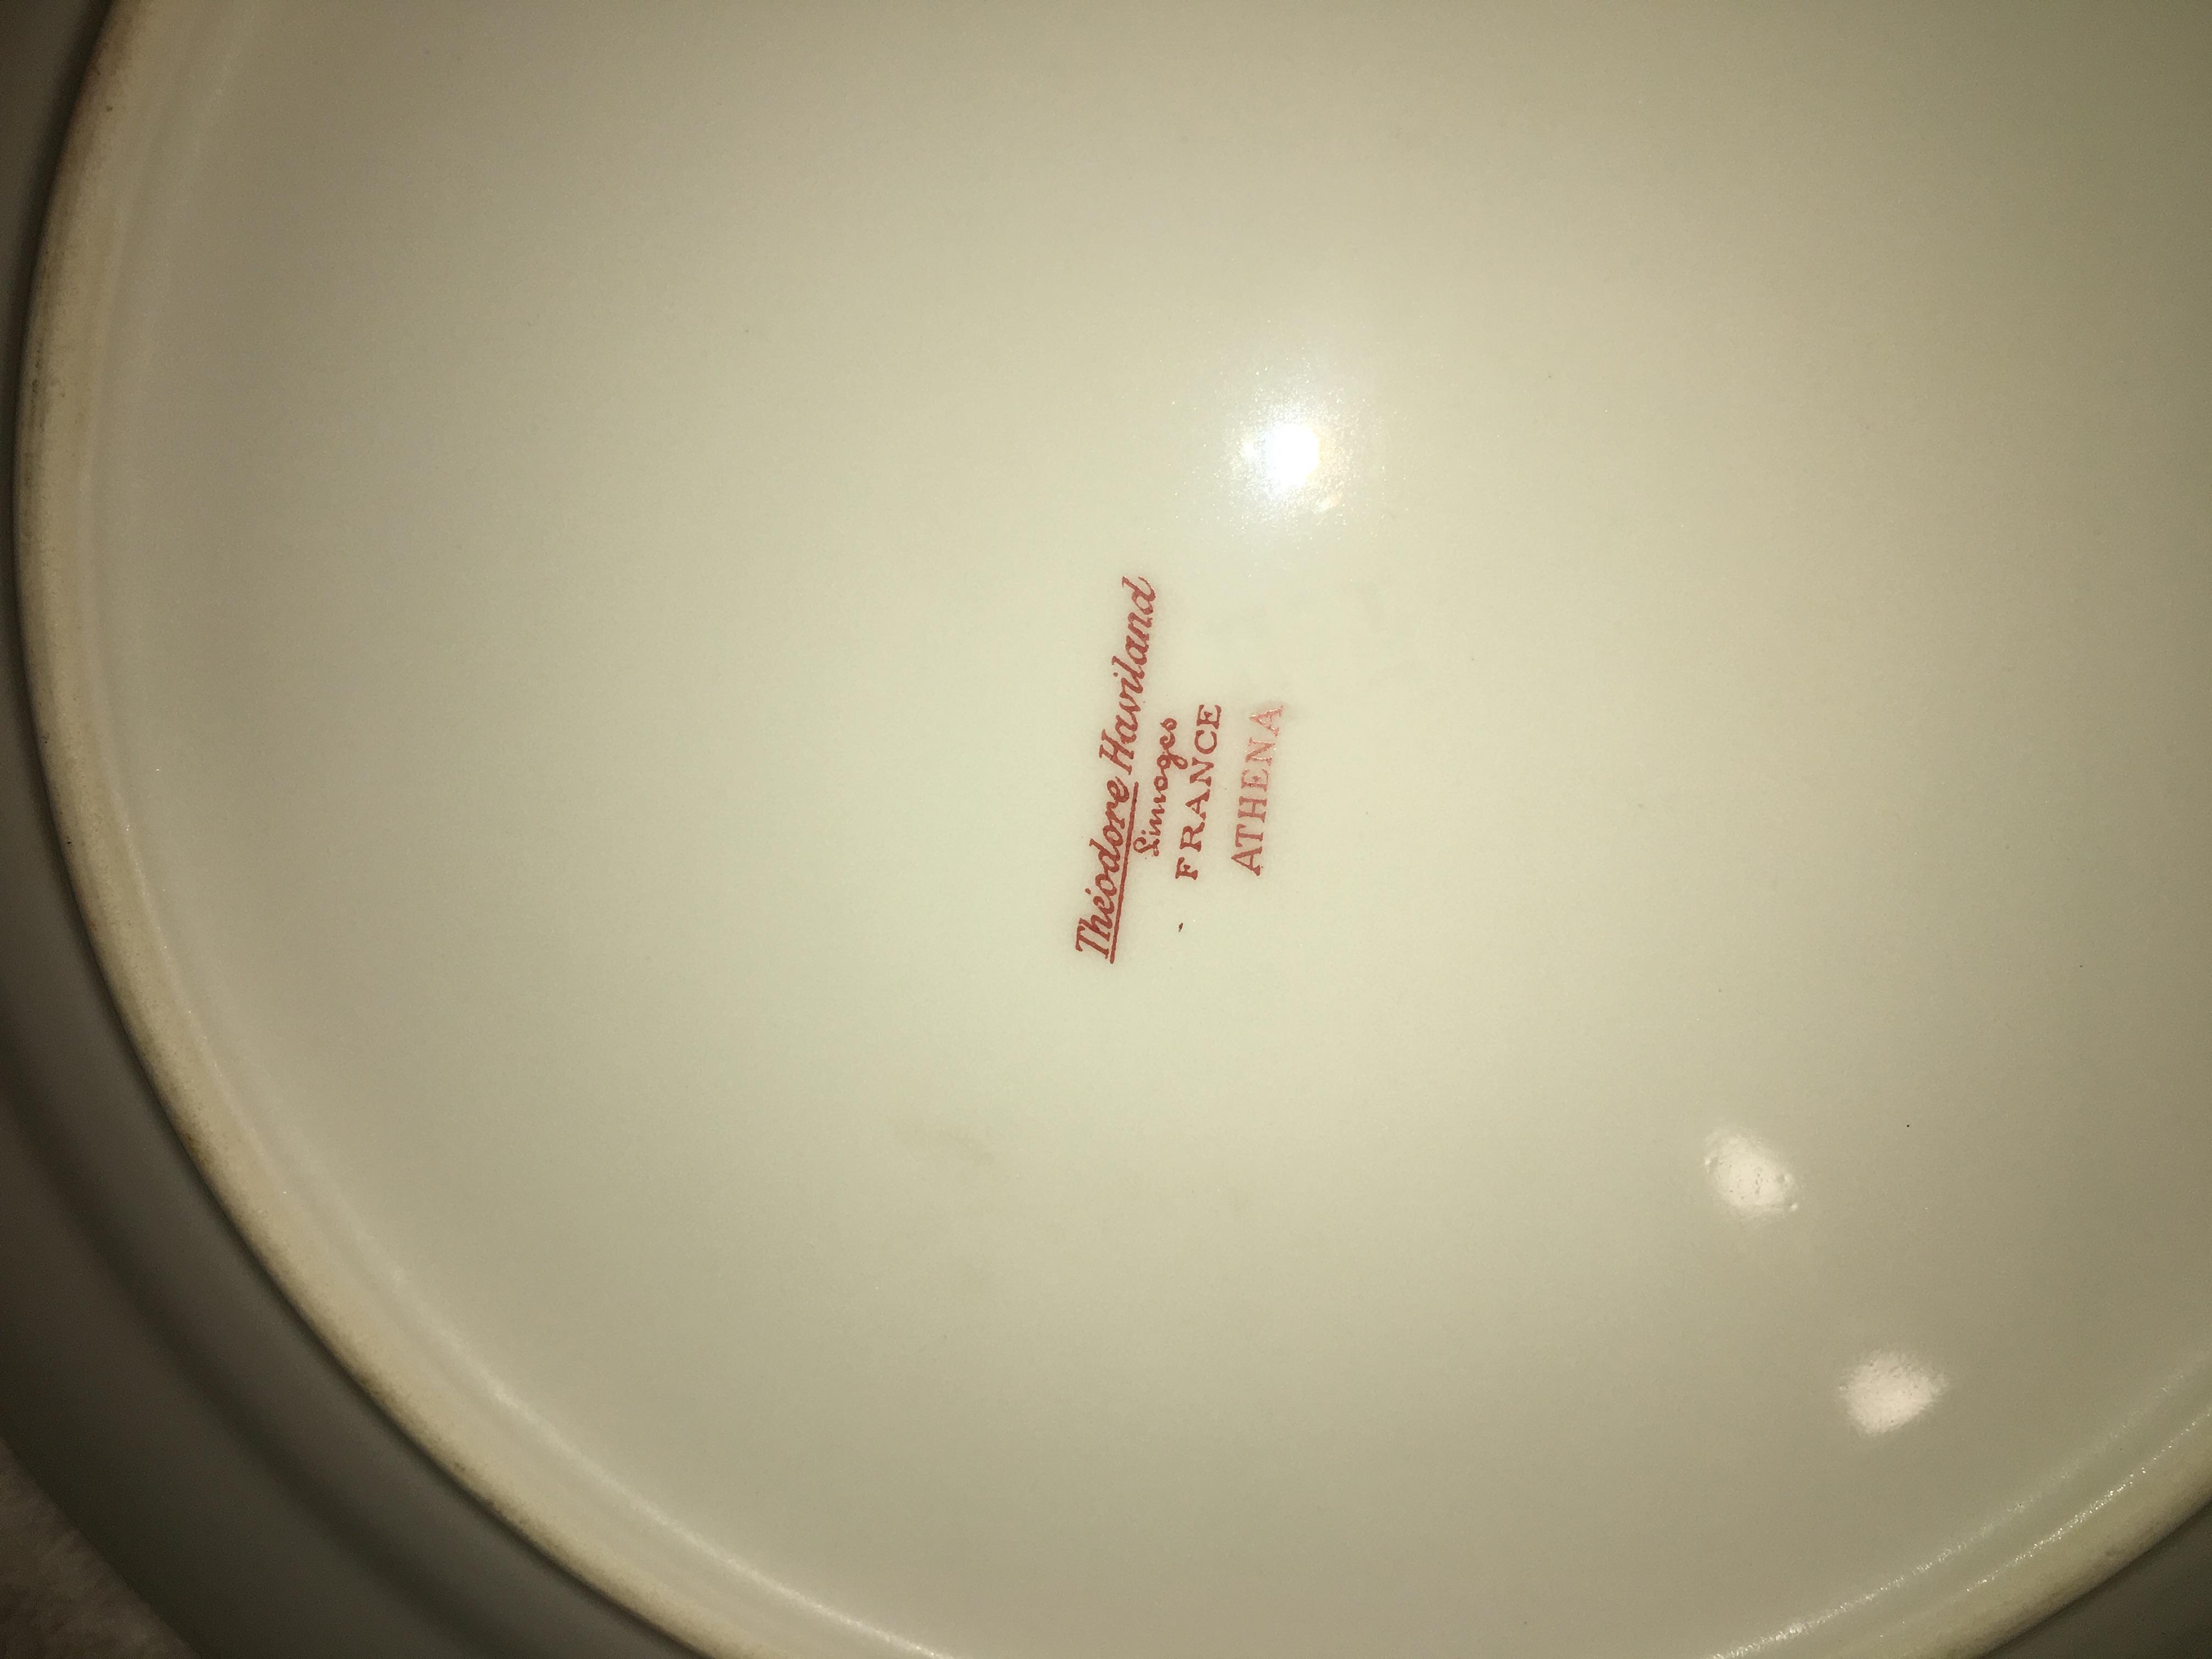 Théodore Haviland
Limoges
FRANCE
ATHENA